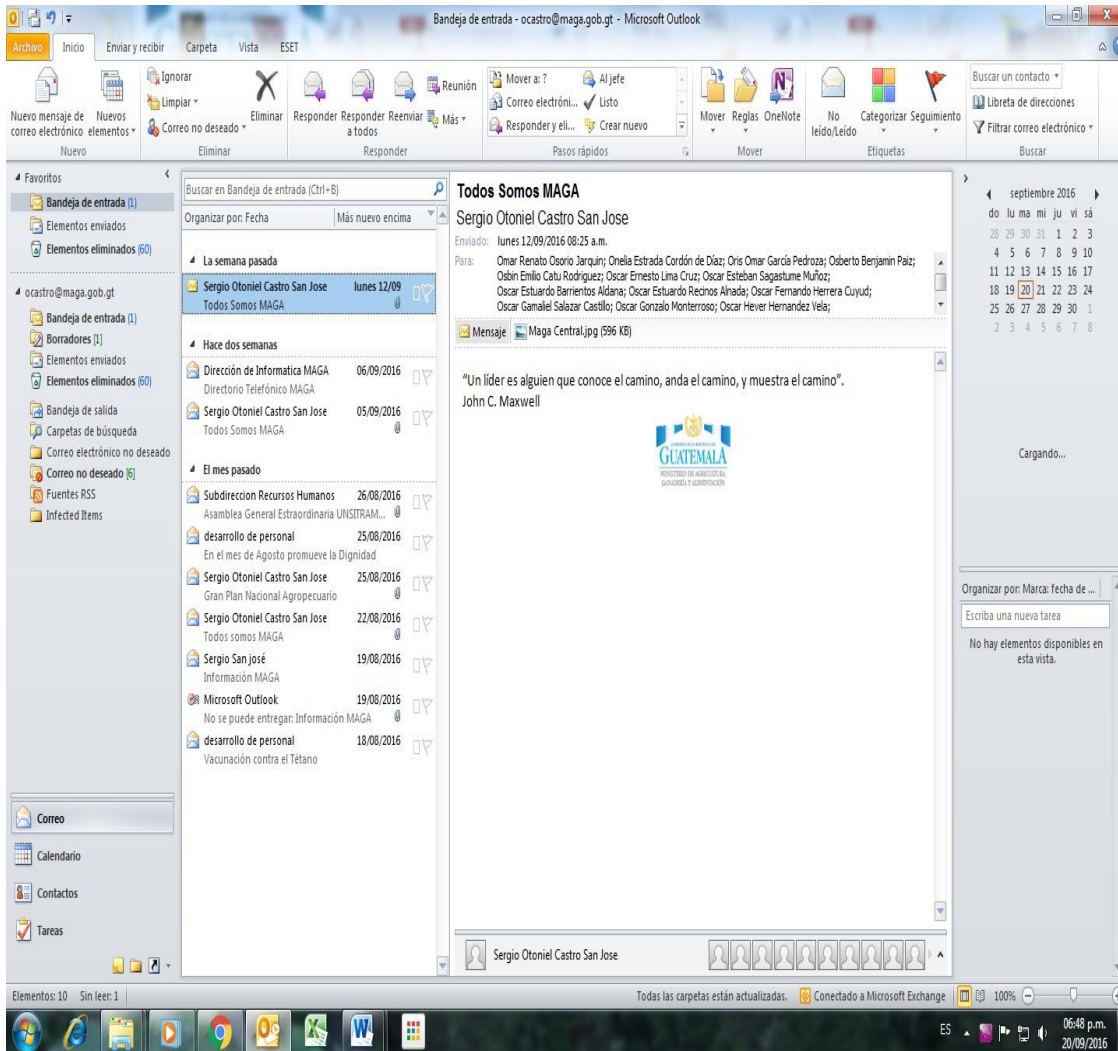 Bandeja de entrada - ocastro@maga.gob.gt - Microsoft Outlook
Archivo Inicio Enviar y recibir Carpeta Vista ESET
Nuevo mensaje de correo electrónico
Nuevos elementos
Nuevo
Ignorar
Limpiar
Correo no deseado
Eliminar
Eliminar
Responder
Responder a todos
Reenviar
Reunión
Más
Responder
Mover a: ?
Correo electróni...
Responder y eli...
Al jefe
Listo
Crear nuevo
Pasos rápidos
Mover
Reglas
OneNote
Mover
No leído/Leído
Categorizar
Seguimiento
Etiquetas
Buscar un contacto
Libreta de direcciones
Filtrar correo electrónico
Buscar
Favoritos
Bandeja de entrada (1)
Elementos enviados
Elementos eliminados (60)
ocastro@maga.gob.gt
Bandeja de entrada (1)
Borradores [1]
Elementos enviados
Elementos eliminados (60)
Bandeja de salida
Carpetas de búsqueda
Correo electrónico no deseado
Correo no deseado [6]
Fuentes RSS
Infected Items
Correo
Calendario
Contactos
Tareas
Buscar en Bandeja de entrada (Ctrl+B)
Organizar por: Fecha Más nuevo encima
La semana pasada
Sergio Otoniel Castro San Jose lunes 12/09
Todos Somos MAGA
Hace dos semanas
Dirección de Informatica MAGA 06/09/2016
Directorio Telefónico MAGA
Sergio Otoniel Castro San Jose 05/09/2016
Todos Somos MAGA
El mes pasado
Subdireccion Recursos Humanos 26/08/2016
Asamblea General Estraordinaria UNSITRAM...
desarrollo de personal 25/08/2016
En el mes de Agosto promueve la Dignidad
Sergio Otoniel Castro San Jose 25/08/2016
Gran Plan Nacional Agropecuario
Sergio Otoniel Castro San Jose 22/08/2016
Todos somos MAGA
Sergio San josé 19/08/2016
Información MAGA
Microsoft Outlook 19/08/2016
No se puede entregar: Información MAGA
desarrollo de personal 18/08/2016
Vacunación contra el Tétano
Todos Somos MAGA
Sergio Otoniel Castro San Jose
Enviado: lunes 12/09/2016 08:25 a.m.
Para: Omar Renato Osorio Jarquin; Onelia Estrada Cordón de Díaz; Oris Omar García Pedroza; Osberto Benjamin Paiz;
Osbin Emilio Catu Rodriguez; Oscar Ernesto Lima Cruz; Oscar Esteban Sagastume Muñoz;
Oscar Estuardo Barrientos Aldana; Oscar Estuardo Recinos Alnada; Oscar Fernando Herrera Cuyud;
Oscar Gamaliel Salazar Castillo; Oscar Gonzalo Monterroso; Oscar Hever Hernandez Vela;
Mensaje Maga Central.jpg (596 KB)
“Un líder es alguien que conoce el camino, anda el camino, y muestra el camino”.
John C. Maxwell
GOBIERNO DE LA REPÚBLICA DE
GUATEMALA
MINISTERIO DE AGRICULTURA,
GANADERÍA Y ALIMENTACIÓN
Sergio Otoniel Castro San Jose
septiembre 2016
do lu ma mi ju vi sá
28 29 30 31 1 2 3
4 5 6 7 8 9 10
11 12 13 14 15 16 17
18 19 20 21 22 23 24
25 26 27 28 29 30 1
2 3 4 5 6 7 8
Cargando...
Organizar por: Marca: fecha de ...
Escriba una nueva tarea
No hay elementos disponibles en
esta vista.
Elementos: 10 Sin leer: 1 Todas las carpetas están actualizadas. Conectado a Microsoft Exchange 100%
ES 06:48 p.m.
20/09/2016